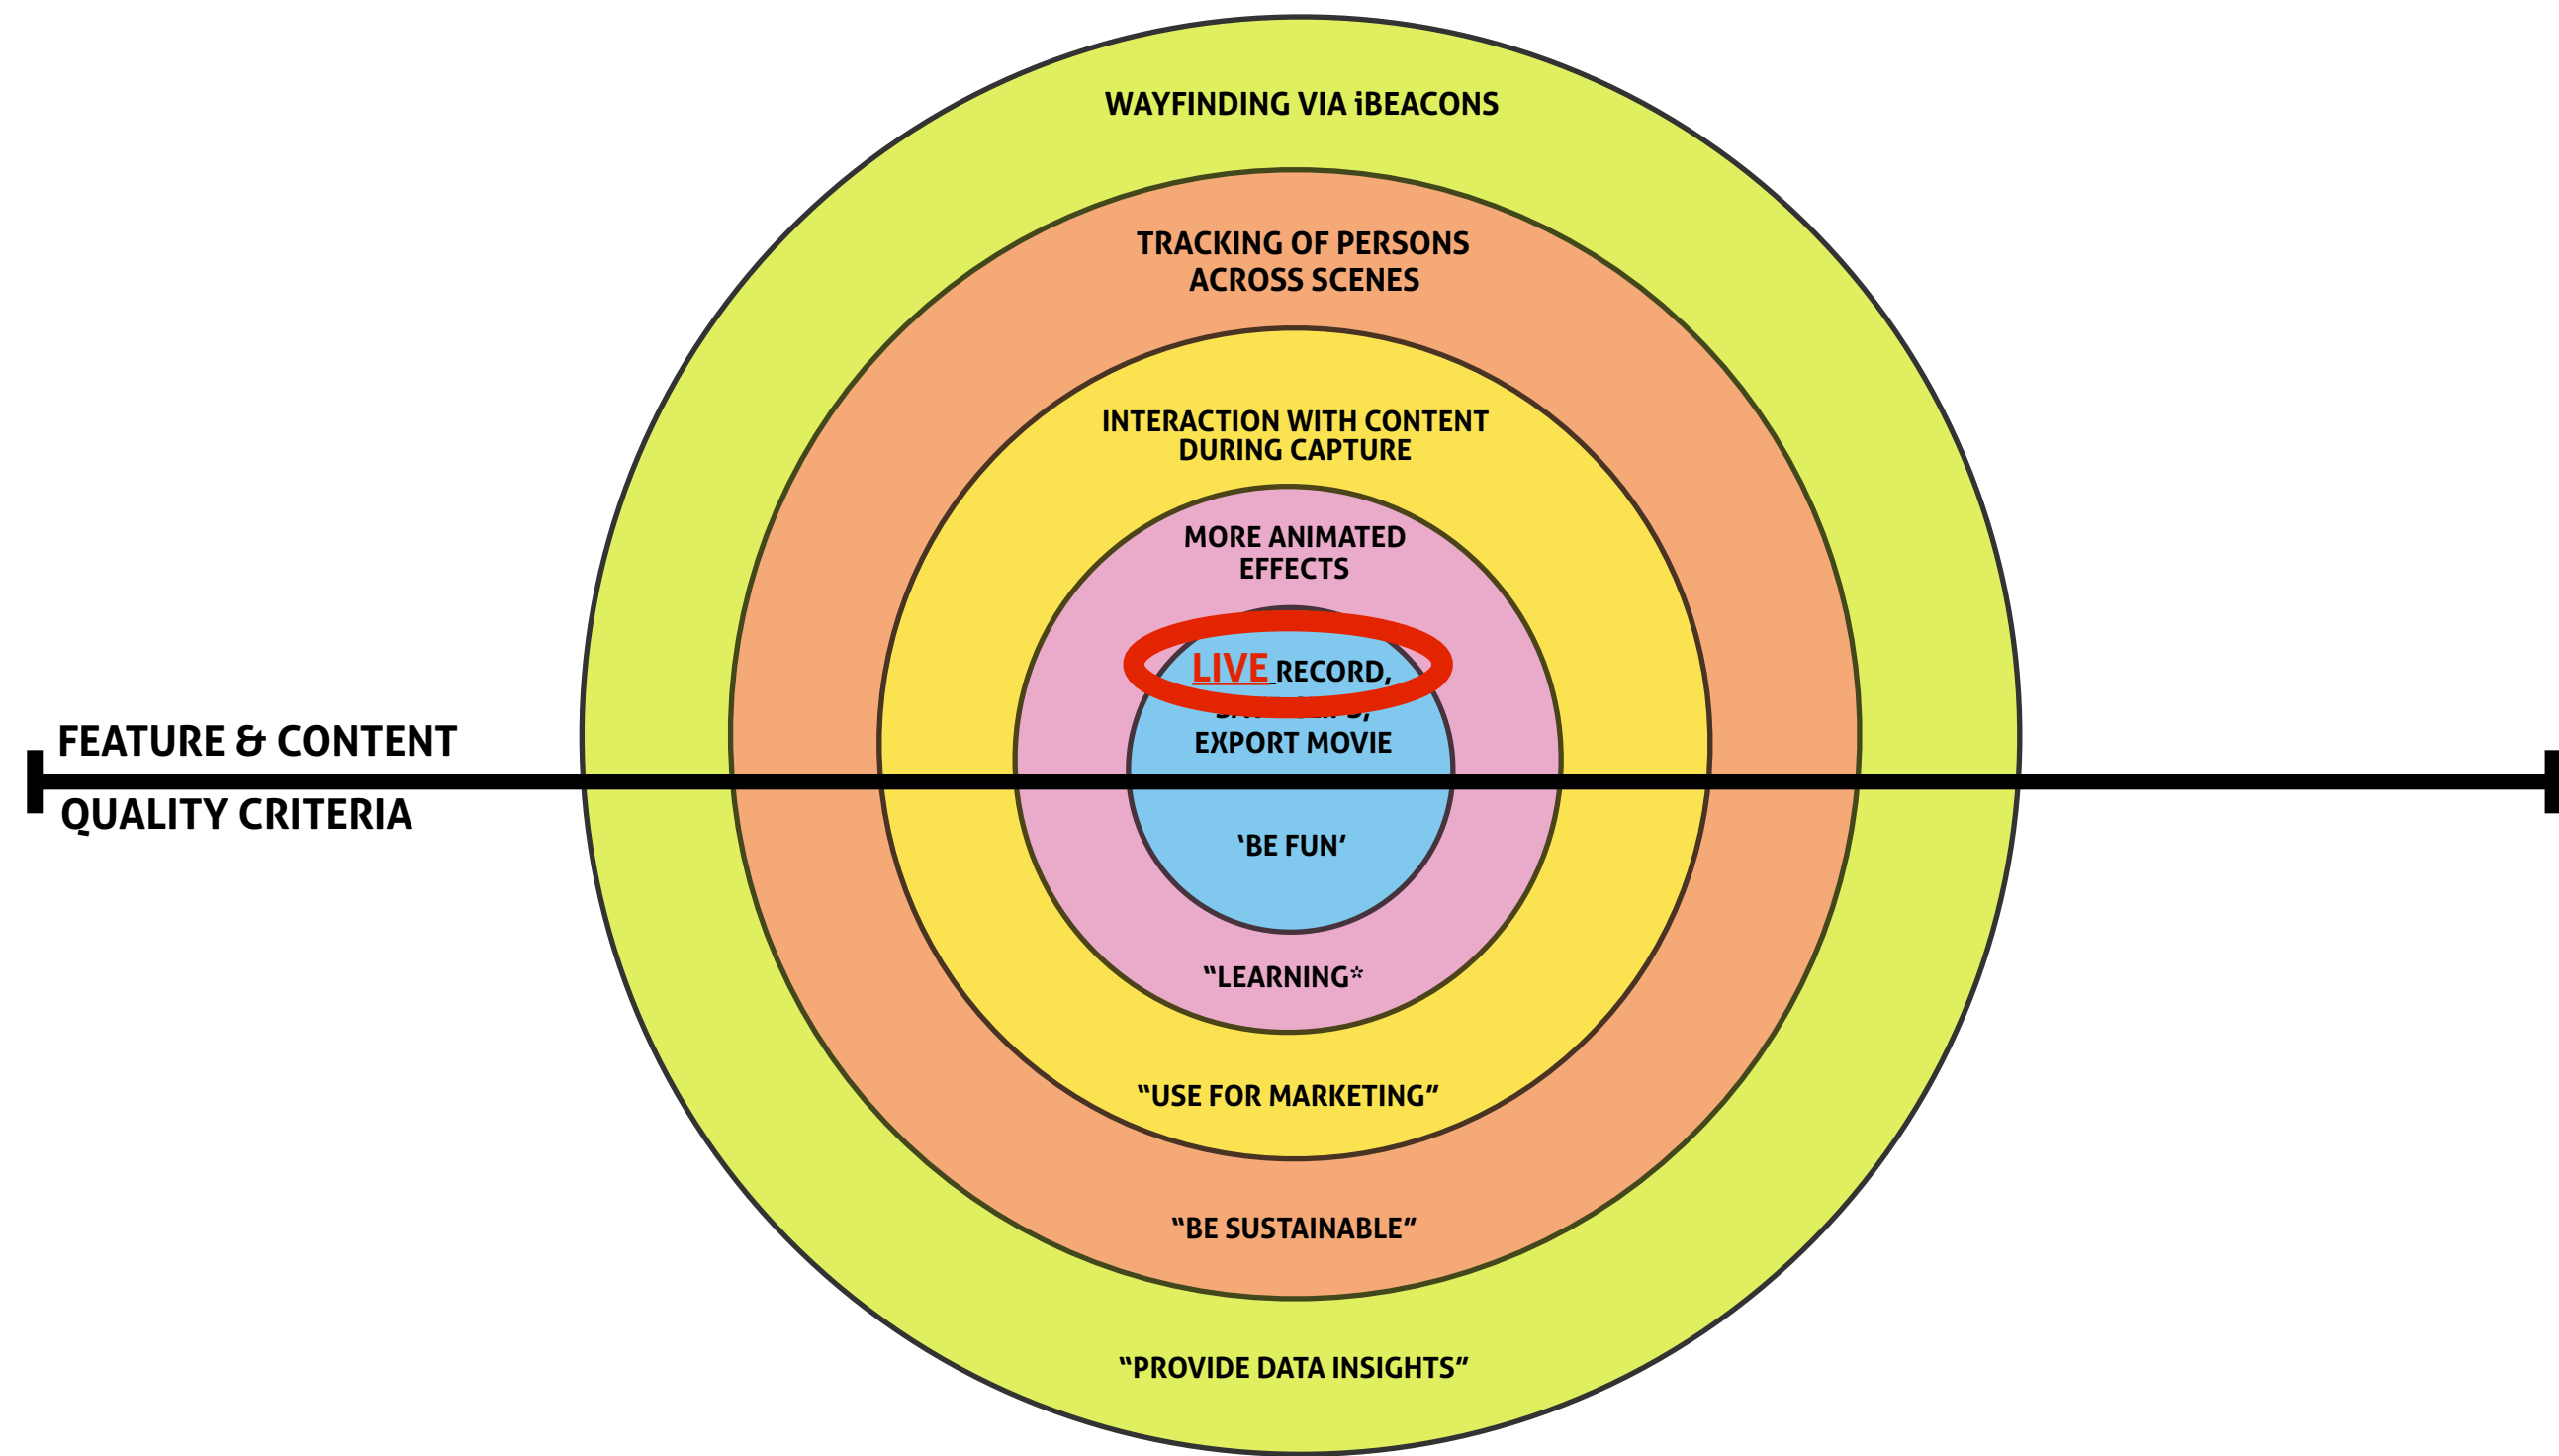 WAYFINDING VIA iBEACONS
TRACKING OF PERSONS
ACROSS SCENES
INTERACTION WITH CONTENT
DURING CAPTURE
MORE ANIMATED
EFFECTS
LIVE RECORD,
EXPORT MOVIE
FEATURE & CONTENT
QUALITY CRITERIA
‘BE FUN’
“LEARNING*
“USE FOR MARKETING”
“BE SUSTAINABLE”
“PROVIDE DATA INSIGHTS”